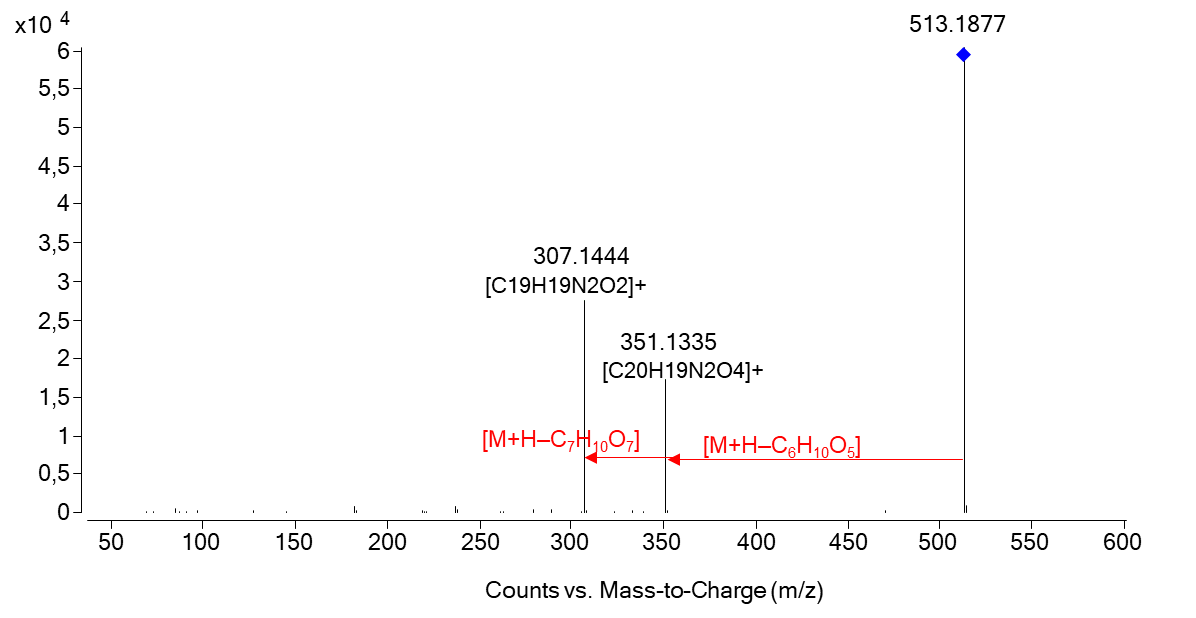 x10 4
513.1877
6
5,5
5
4,5
4
3,5
3
2,5
2
1,5
1
0,5
0
307.1444
[C19H19N2O2]+
351.1335
[C20H19N2O4]+
[M+H–C₇H₁₀O₇]
[M+H–C₆H₁₀O₅]
50 100 150 200 250 300 350 400 450 500 550 600
Counts vs. Mass-to-Charge (m/z)